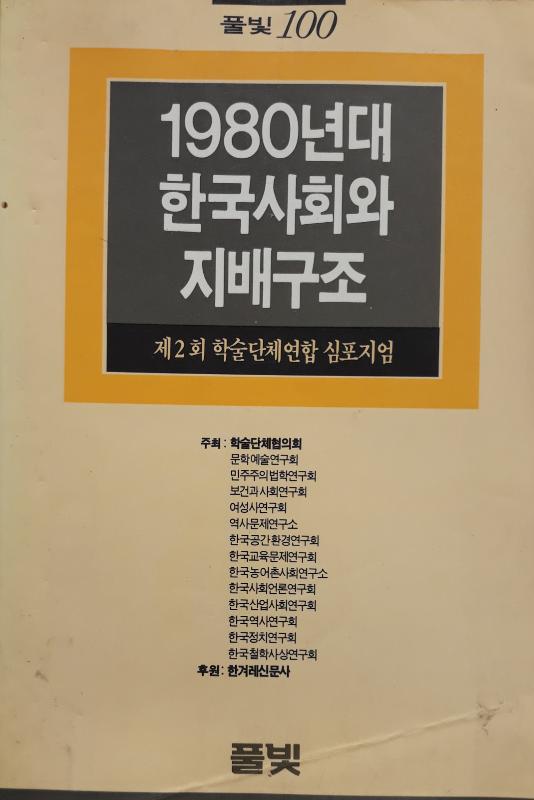 풀빛 100
1980년대
한국사회와
지배구조
제2회 학술단체연합 심포지엄
주최 : 학술단체협의회
문학예술연구회
민주주의법학연구회
보건과사회연구회
여성사연구회
역사문제연구소
한국공간환경연구회
한국교육문제연구회
한국농어촌사회연구소
한국사회언론연구회
한국산업사회연구회
한국역사연구회
한국정치연구회
한국철학사상연구회
후원 : 한겨레신문사
풀빛